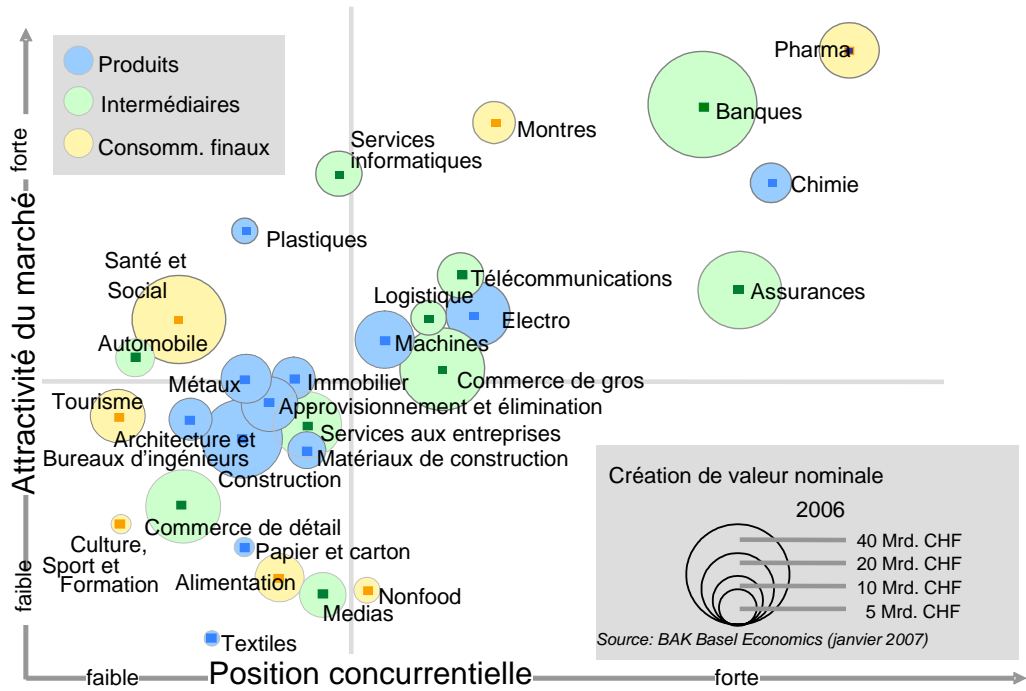 Pharma
Produits
Intermédiaires
Consomm. finaux
Banques
Montres
Services
informatiques
Chimie
Plastiques
Santé et
Social
Télécommunications
Logistique
Assurances
Electro
Automobile
Machines
Métaux
Immobilier
Commerce de gros
Tourisme
Approvisionnement et élimination
Architecture et
Bureaux d'ingénieurs
Services aux entreprises
Matériaux de construction
Construction
Commerce de détail
Culture,
Sport et
Formation
Papier et carton
Alimentation
Nonfood
Medias
Textiles
Création de valeur nominale
2006
40 Mrd. CHF
20 Mrd. CHF
10 Mrd. CHF
5 Mrd. CHF
Source: BAK Basel Economics (janvier 2007)
forte
Attractivité du marché
faible
faible
Position concurrentielle
forte